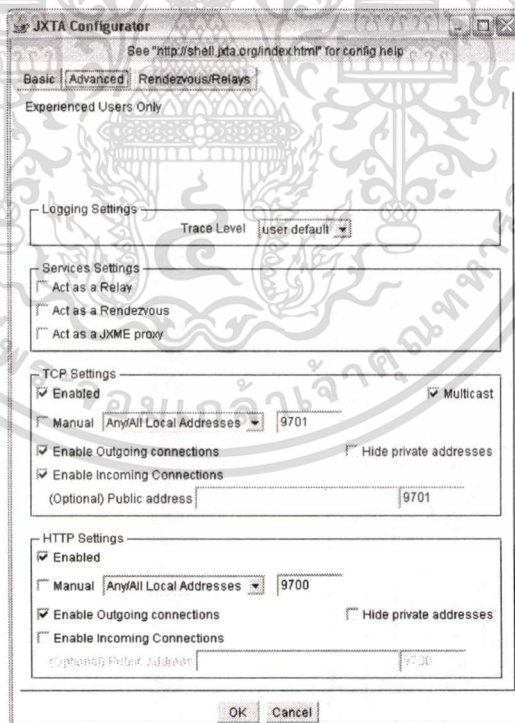 JXTA Configurator
See "http://shell.jxta.org/index.html" for config help
Basic Advanced Rendezvous/Relays
Experienced Users Only
Logging Settings
Trace Level user default
Services Settings
Act as a Relay
Act as a Rendezvous
Act as a JXME proxy
TCP Settings
Enabled Multicast
Manual Any/All Local Addresses 9701
Enable Outgoing connections Hide private addresses
Enable Incoming Connections
(Optional) Public address 9701
HTTP Settings
Enabled
Manual Any/All Local Addresses 9700
Enable Outgoing connections Hide private addresses
Enable Incoming Connections
(Optional) Public address 9700
OK Cancel